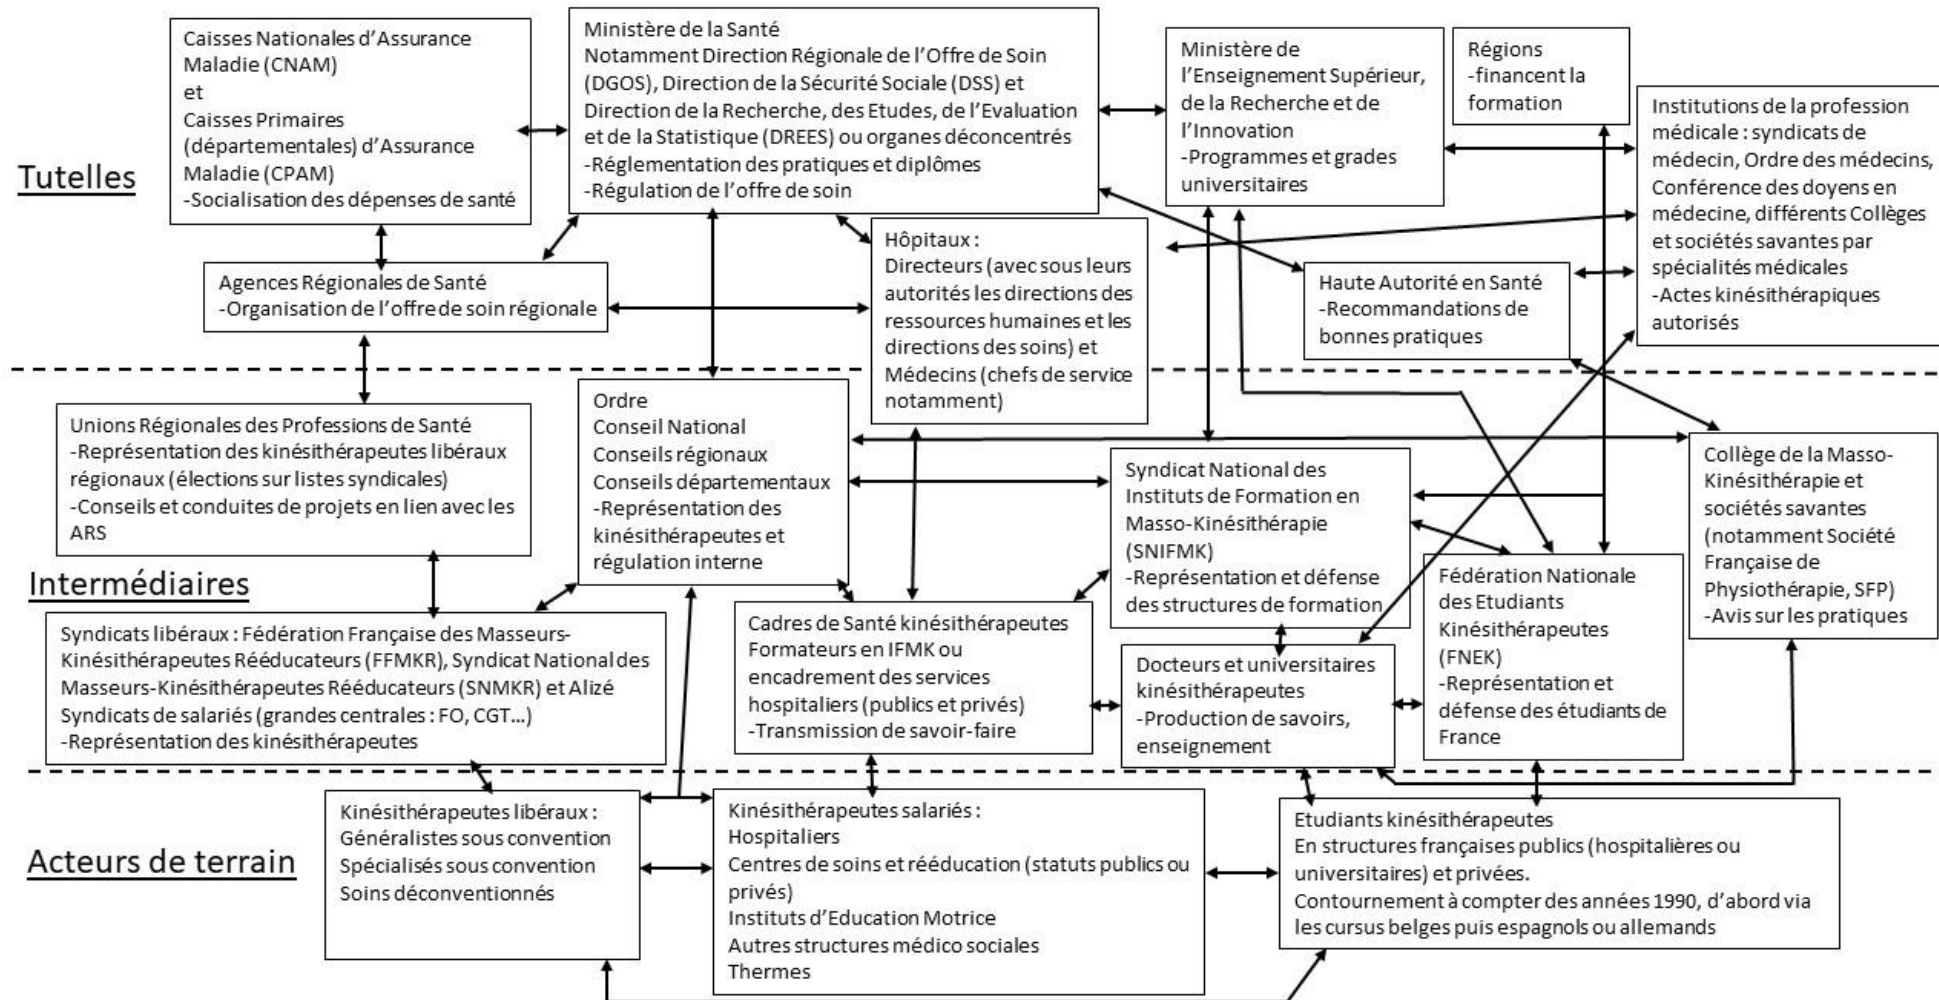 Tutelles
Caisses Nationales d'Assurance
Maladie (CNAM)
et
Caisses Primaires
(départementales) d'Assurance
Maladie (CPAM)
-Socialisation des dépenses de santé
Ministère de la Santé
Notamment Direction Régionale de l'Offre de Soin
(DGOS), Direction de la Sécurité Sociale (DSS) et
Direction de la Recherche, des Etudes, de l'Evaluation
et de la Statistique (DREES) ou organes déconcentrés
-Réglementation des pratiques et diplômes
-Régulation de l'offre de soin
Ministère de
l'Enseignement Supérieur,
de la Recherche et de
l'Innovation
-Programmes et grades
universitaires
Régions
-financent la
formation
Institutions de la profession
médicale : syndicats de
médecin, Ordre des médecins,
Conférence des doyens en
médecine, différents Collèges
et sociétés savantes par
spécialités médicales
-Actes kinésithérapiques
autorisés
Agences Régionales de Santé
-Organisation de l'offre de soin régionale
Hôpitaux :
Directeurs (avec sous leurs
autorités les directions des
ressources humaines et les
directions des soins) et
Médecins (chefs de service
notamment)
Haute Autorité en Santé
-Recommandations de
bonnes pratiques
Intermédiaires
Unions Régionales des Professions de Santé
-Représentation des kinésithérapeutes libéraux
régionaux (élections sur listes syndicales)
-Conseils et conduites de projets en lien avec les
ARS
Ordre
Conseil National
Conseils régionaux
Conseils départementaux
-Représentation des
kinésithérapeutes et
régulation interne
Syndicat National des
Instituts de Formation en
Masso-Kinésithérapie
(SNIFMK)
-Représentation et défense
des structures de formation
Collège de la Masso-
Kinésithérapie et
sociétés savantes
(notamment Société
Française de
Physiothérapie, SFP)
-Avis sur les pratiques
Syndicats libéraux : Fédération Française des Masseurs-
Kinésithérapeutes Rééducateurs (FFMKR), Syndicat National des
Masseurs-Kinésithérapeutes Rééducateurs (SNMKR) et Alizé
Syndicats de salariés (grandes centrales : FO, CGT...)
-Représentation des kinésithérapeutes
Cadres de Santé kinésithérapeutes
Formateurs en IFMK ou
encadrement des services
hospitaliers (publics et privés)
-Transmission de savoir-faire
Docteurs et universitaires
kinésithérapeutes
-Production de savoirs,
enseignement
Fédération Nationale
des Etudiants
Kinésithérapeutes
(FNEK)
-Représentation et
défense des étudiants de
France
Acteurs de terrain
Kinésithérapeutes libéraux :
Généralistes sous convention
Spécialisés sous convention
Soins déconventionnés
Kinésithérapeutes salariés :
Hospitaliers
Centres de soins et rééducation (statuts publics ou
privés)
Instituts d'Education Motrice
Autres structures médico sociales
Thermes
Etudiants kinésithérapeutes
En structures françaises publics (hospitalières ou
universitaires) et privées.
Contournement à compter des années 1990, d'abord via
les cursus belges puis espagnols ou allemands